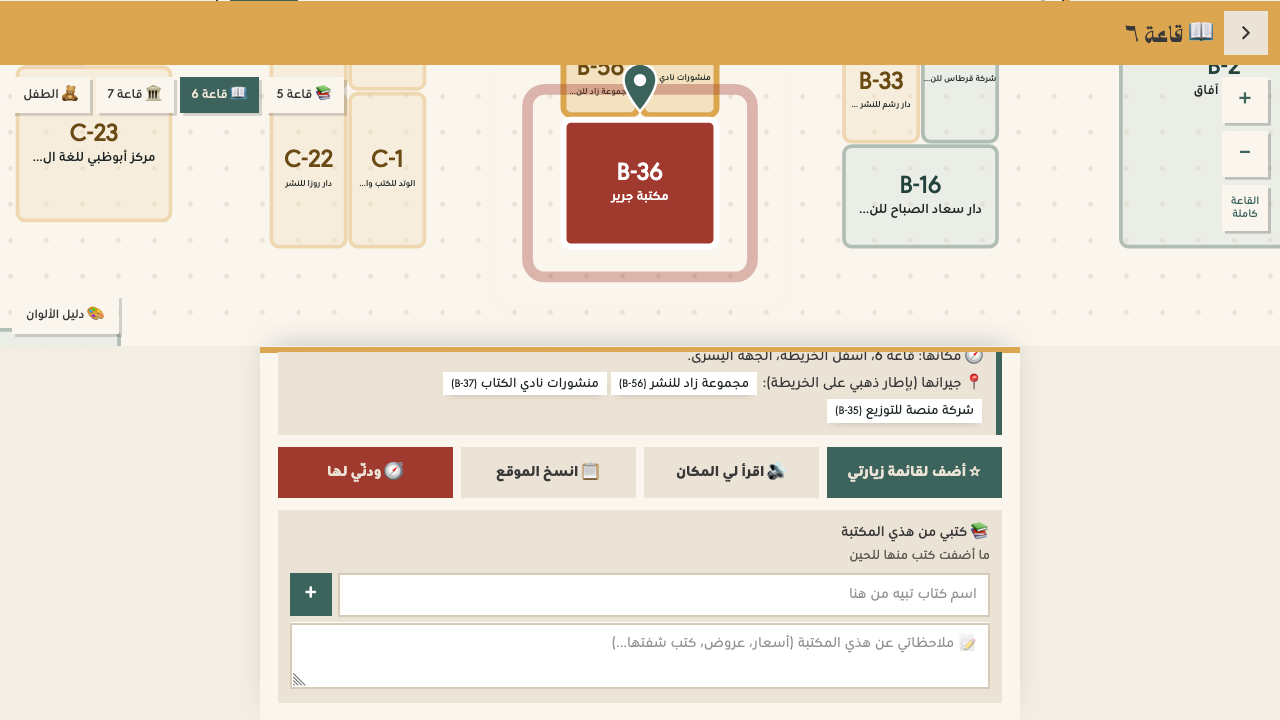 قاعة ٦
B-2
آفاق
+
−
القاعة
كاملة
شركة قرطاس للن...
B-33
دار رشم للنشر ...
B-16
دار سعاد الصباح للن...
B-56
منشورات نادي
مجموعة زاد للن...
B-36
مكتبة جرير
قاعة 5
قاعة 6
قاعة 7
الطفل
C-1
الوتد للكتب وا...
C-22
دار روزا للنشر
C-23
مركز أبوظبي للغة ال...
دليل الألوان
مكانها: قاعة 6، أسفل الخريطة، الجهة اليسرى.
جيرانها (بإطار ذهبي على الخريطة): مجموعة زاد للنشر (B-56) منشورات نادي الكتاب (B-37)
شركة منصة للتوزيع (B-35)
☆ أضف لقائمة زيارتي
اقرأ لي المكان
انسخ الموقع
ودّني لها
كتبي من هذي المكتبة
ما أضفت كتب منها للحين
اسم كتاب تبيه من هنا
+
ملاحظاتي عن هذي المكتبة (أسعار، عروض، كتب شفتها...)